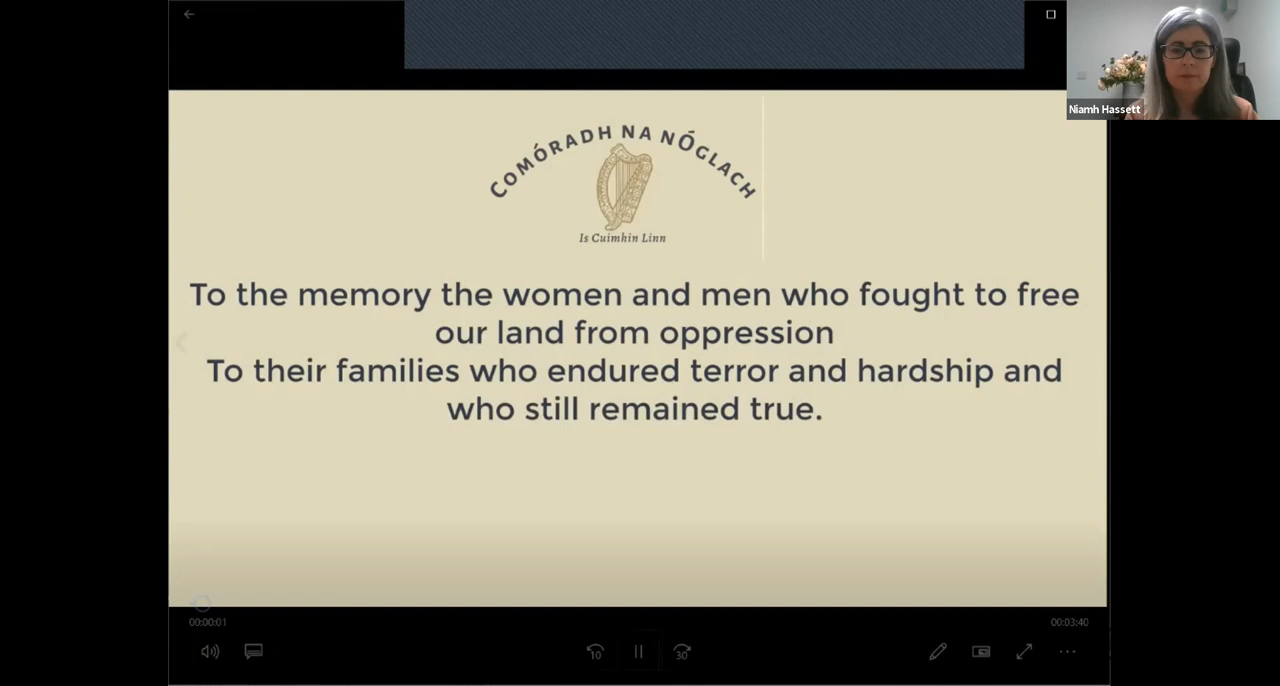 Niamh Hassett
COMÓRADH NA NÓGLACH
Is Cuimhin Linn
To the memory the women and men who fought to free
our land from oppression
To their families who endured terror and hardship and
who still remained true.
00:00:01
00:03:40
10
30